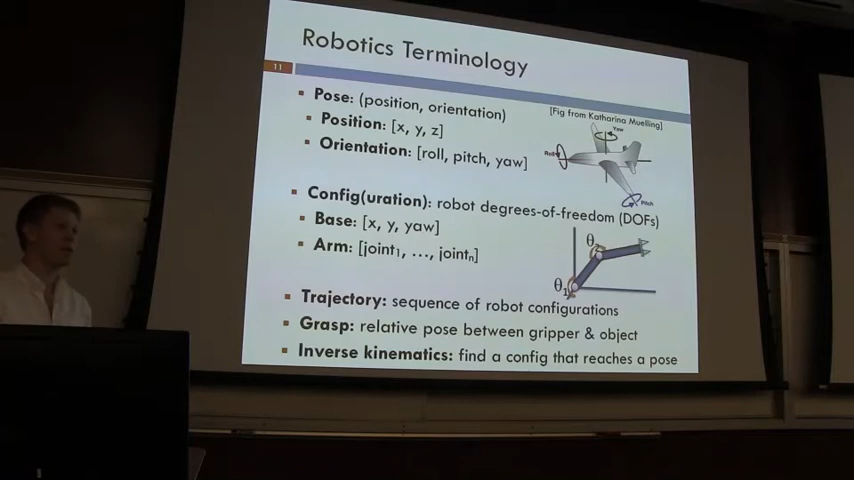 Robotics Terminology
11
Pose: (position, orientation)
[Fig from Katharina Muelling]
Position: [x, y, z]
Yaw
Roll
Orientation: [roll, pitch, yaw]
Pitch
Config(uration): robot degrees-of-freedom (DOFs)
Base: [x, y, yaw]
θ2
Arm: [joint1, ..., jointn]
θ1
Trajectory: sequence of robot configurations
Grasp: relative pose between gripper & object
Inverse kinematics: find a config that reaches a pose